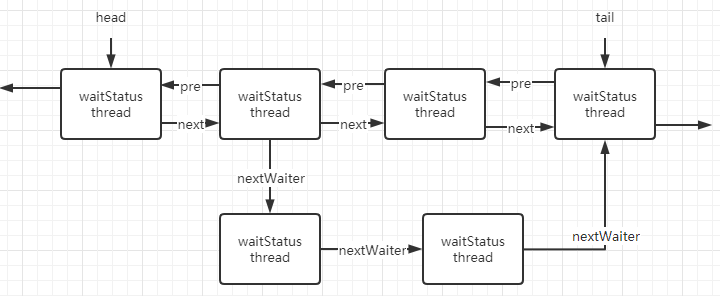 head
tail
waitStatus
thread
pre
next
waitStatus
thread
pre
next
waitStatus
thread
pre
next
waitStatus
thread
nextWaiter
waitStatus
thread
nextWaiter
waitStatus
thread
nextWaiter